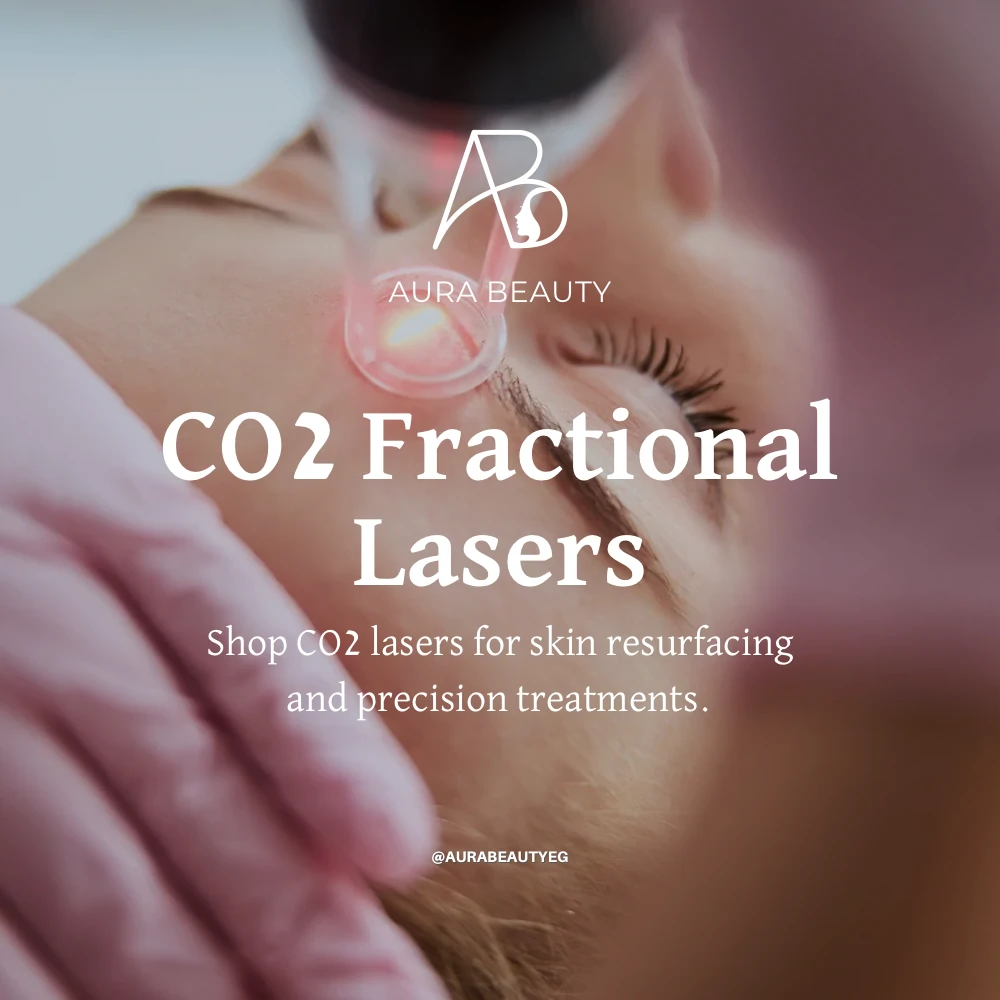 AB
AURA BEAUTY
CO2 Fractional
Lasers
Shop CO2 lasers for skin resurfacing
and precision treatments.
@AURABEAUTYEG